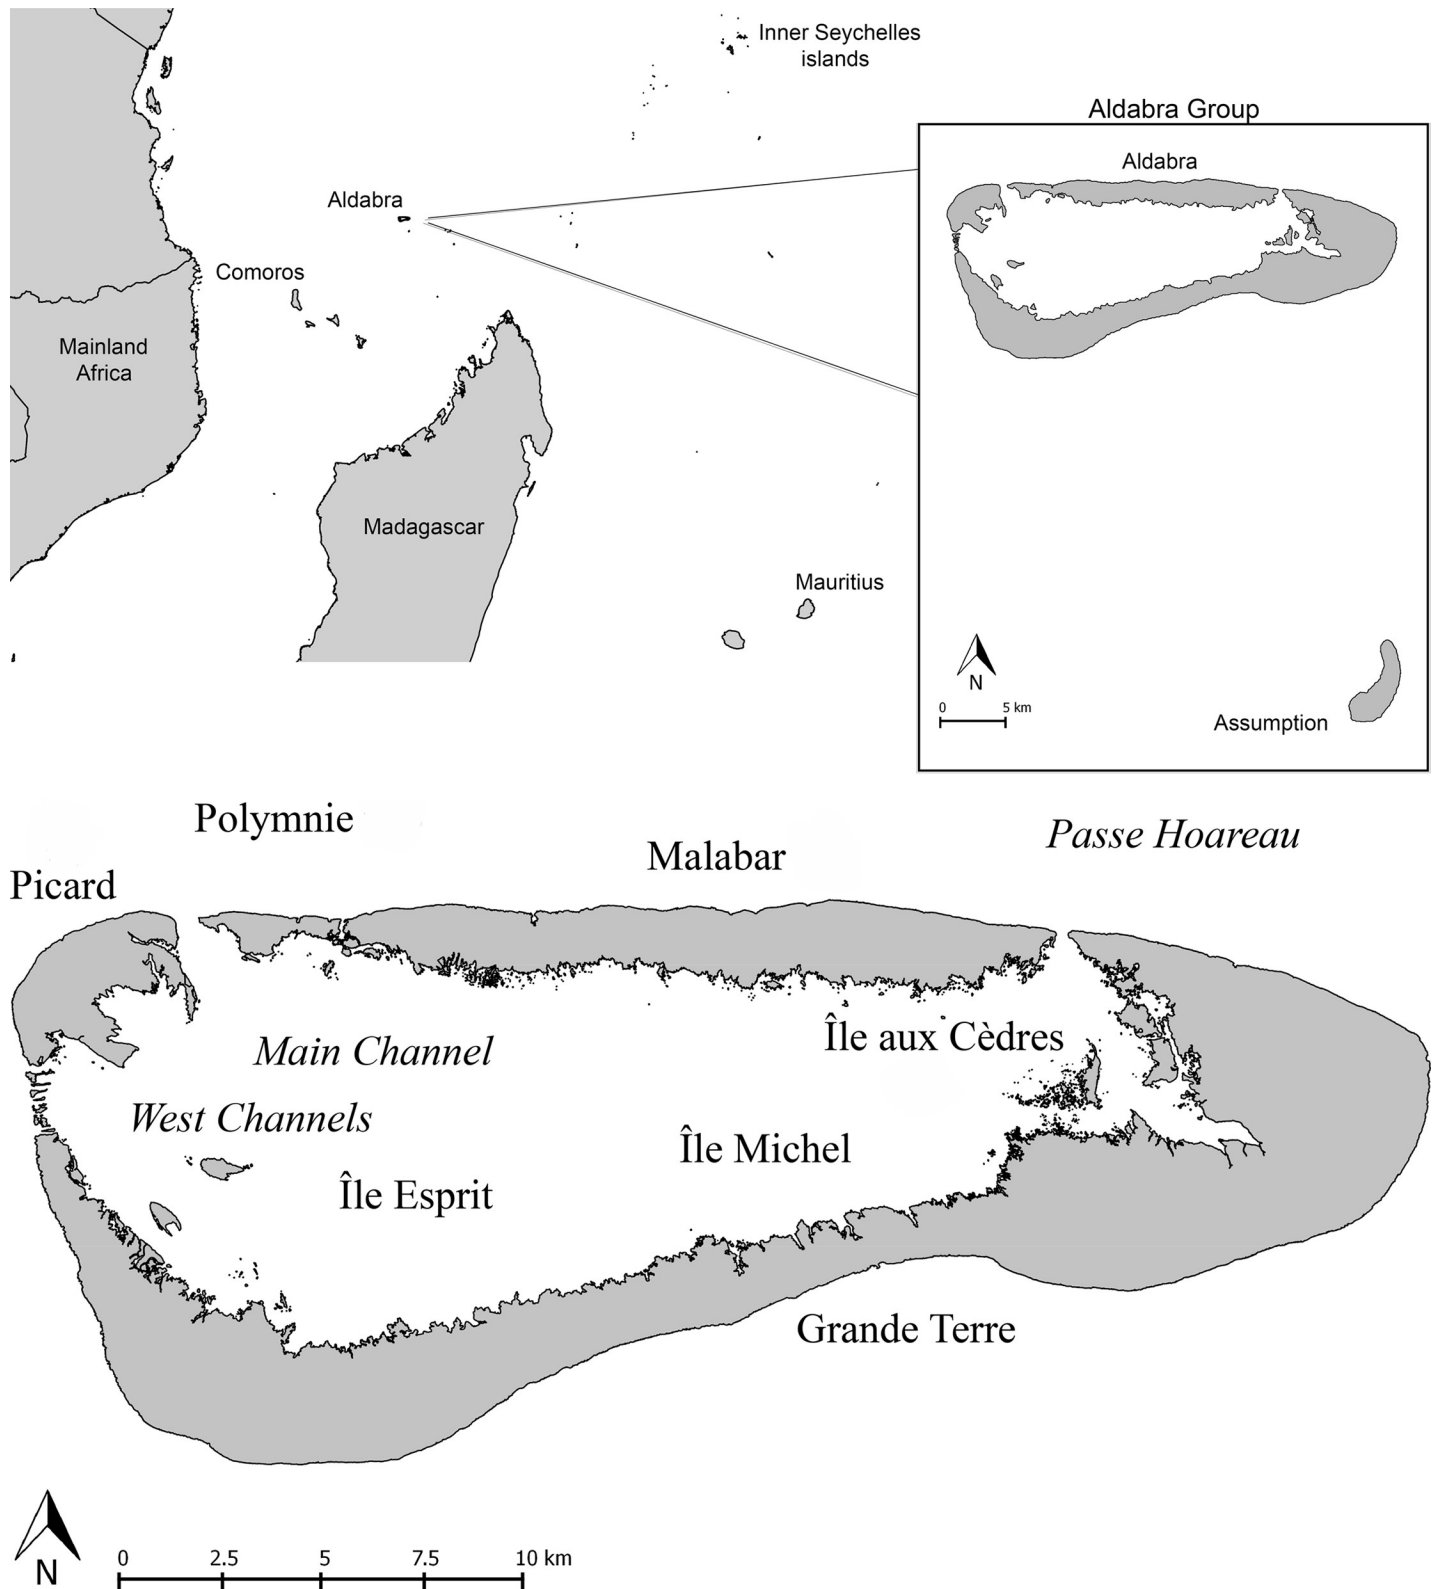 Inner Seychelles
islands
Aldabra Group
Aldabra
Aldabra
Comoros
Mainland
Africa
Madagascar
Mauritius
N
0 5 km
Assumption
Polymnie
Malabar
Passe Hoareau
Picard
Île aux Cèdres
Main Channel
West Channels
Île Michel
Île Esprit
Grande Terre
N
0 2.5 5 7.5 10 km